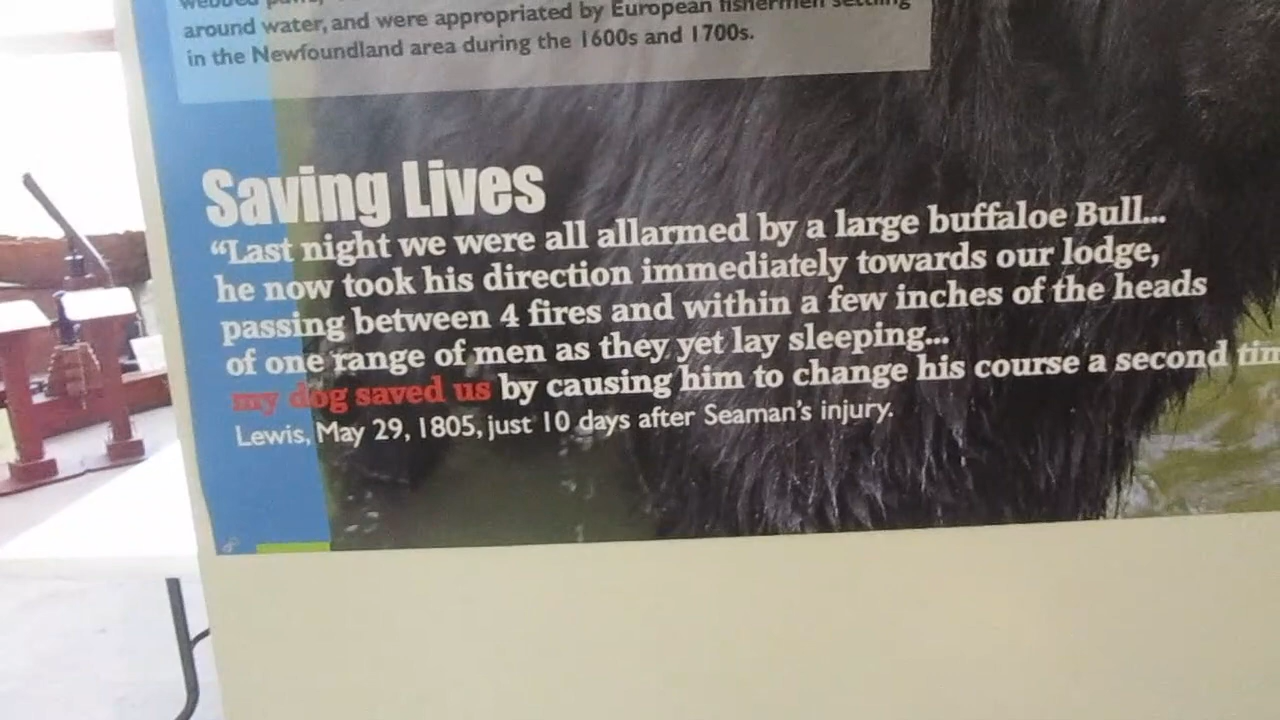 around water, and were appropriated by European fishermen settling
in the Newfoundland area during the 1600s and 1700s.
Saving Lives
“Last night we were all allarmed by a large buffaloe Bull...
he now took his direction immediately towards our lodge,
passing between 4 fires and within a few inches of the heads
of one range of men as they yet lay sleeping...
my dog saved us by causing him to change his course a second
Lewis, May 29, 1805, just 10 days after Seaman's injury.